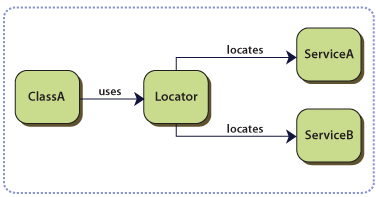 locates
ServiceA
ClassA
uses
Locator
locates
ServiceB